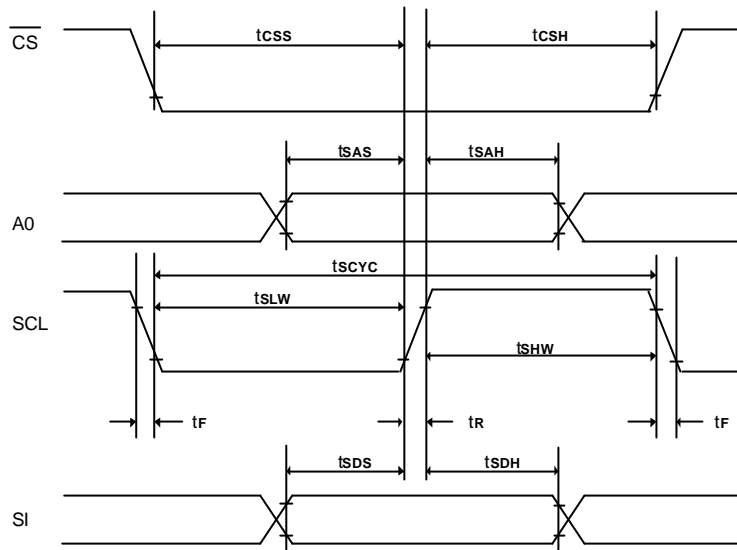 CS
tCSS
tCSH
tSAS
tSAH
A0
tSCYC
tSLW
SCL
tSHW
tF
tR
tF
tSDS
tSDH
SI